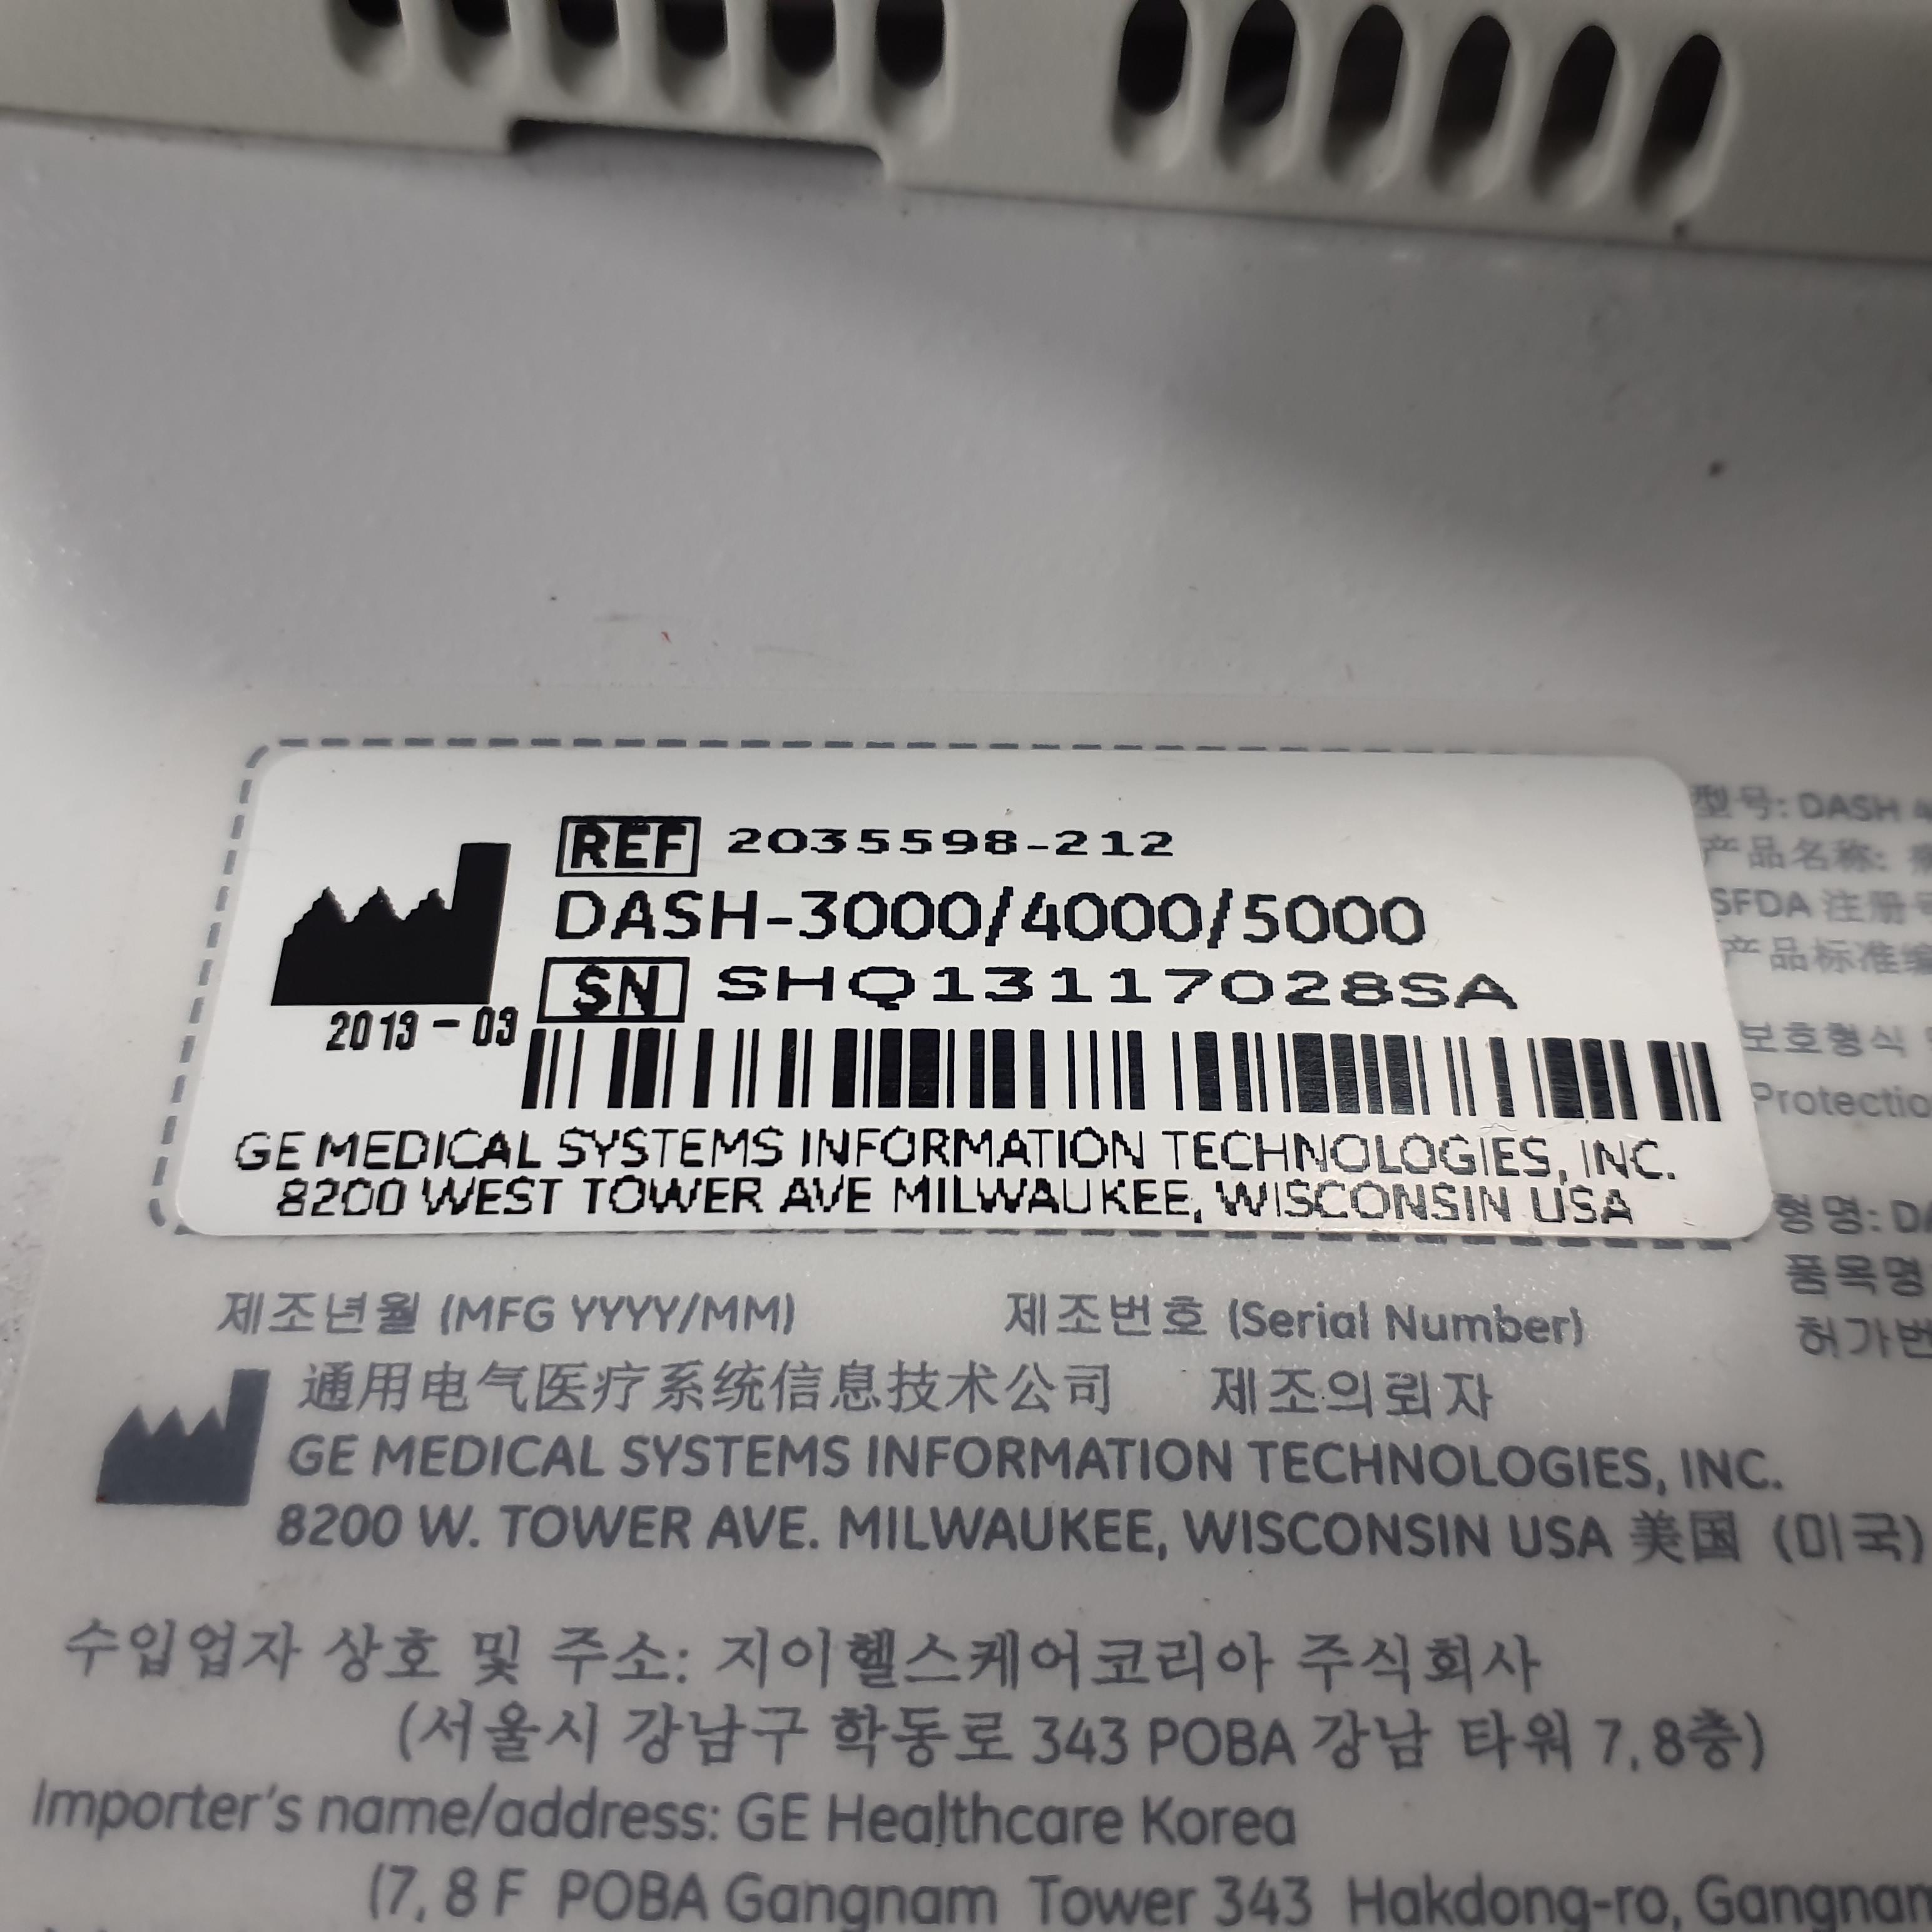 REF 2035598-212
DASH-3000/4000/5000
SN SHQ13117028SA
2013-03
GE MEDICAL SYSTEMS INFORMATION TECHNOLOGIES, INC.
8200 WEST TOWER AVE MILWAUKEE, WISCONSIN USA
型号: DASH 4
产品名称:
SFDA 注册号
产品标准编
보호형식
Protectio
형명: DA
품목명
허가번
제조년월 (MFG YYYY/MM) 제조번호 (Serial Number)
通用电气医疗系统信息技术公司 제조의뢰자
GE MEDICAL SYSTEMS INFORMATION TECHNOLOGIES, INC.
8200 W. TOWER AVE. MILWAUKEE, WISCONSIN USA 美国 (미국)
수입업자 상호 및 주소: 지이헬스케어코리아 주식회사
(서울시 강남구 학동로 343 POBA 강남 타워 7, 8층)
Importer's name/address: GE Healthcare Korea
(7, 8 F POBA Gangnam Tower 343 Hakdong-ro, Gangnam